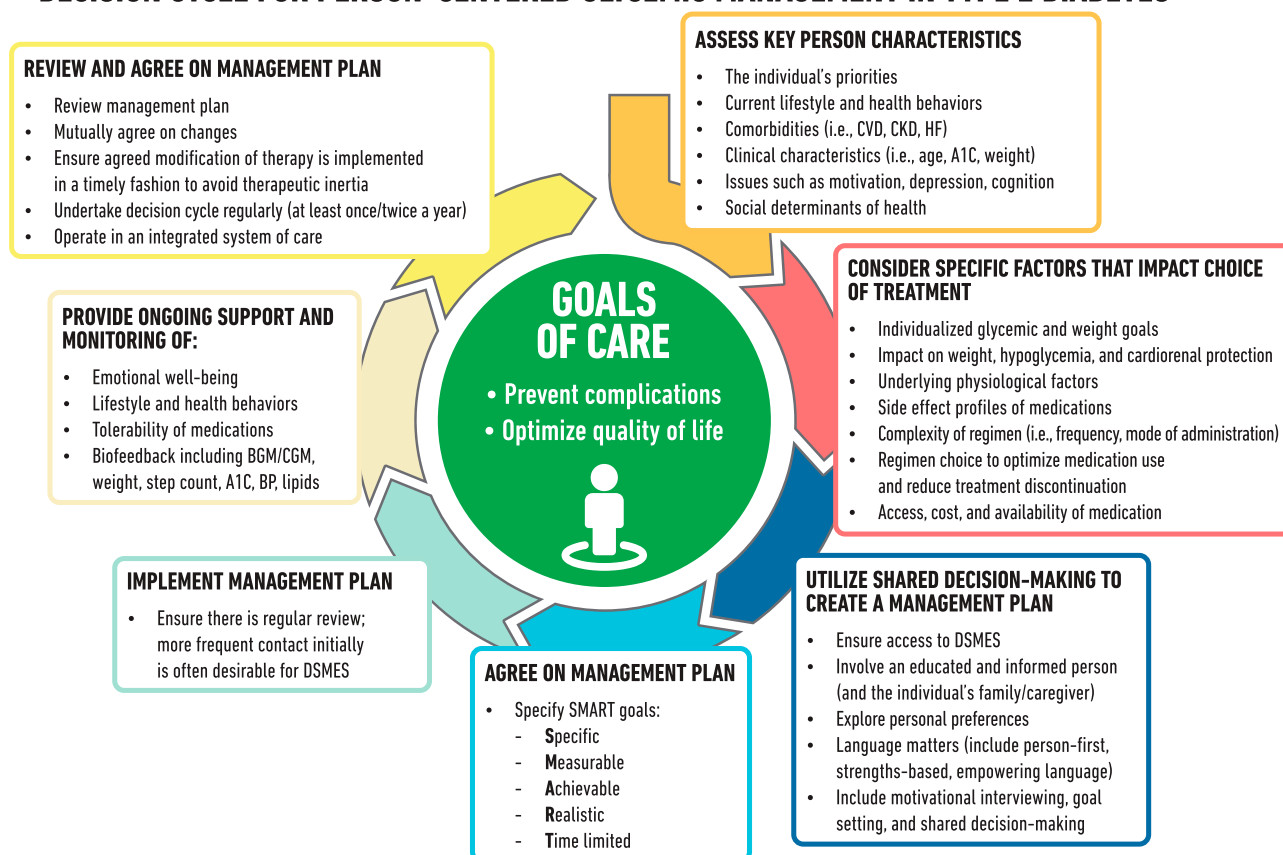 DECISION CYCLE FOR PERSON-CENTERED GLYCEMIC MANAGEMENT IN TYPE 2 DIABETES
ASSESS KEY PERSON CHARACTERISTICS
• The individual's priorities
• Current lifestyle and health behaviors
• Comorbidities (i.e., CVD, CKD, HF)
• Clinical characteristics (i.e., age, A1C, weight)
• Issues such as motivation, depression, cognition
• Social determinants of health
CONSIDER SPECIFIC FACTORS THAT IMPACT CHOICE
OF TREATMENT
• Individualized glycemic and weight goals
• Impact on weight, hypoglycemia, and cardiorenal protection
• Underlying physiological factors
• Side effect profiles of medications
• Complexity of regimen (i.e., frequency, mode of administration)
• Regimen choice to optimize medication use
and reduce treatment discontinuation
• Access, cost, and availability of medication
UTILIZE SHARED DECISION-MAKING TO
CREATE A MANAGEMENT PLAN
• Ensure access to DSMES
• Involve an educated and informed person
(and the individual's family/caregiver)
• Explore personal preferences
• Language matters (include person-first,
strengths-based, empowering language)
• Include motivational interviewing, goal
setting, and shared decision-making
AGREE ON MANAGEMENT PLAN
• Specify SMART goals:
- Specific
- Measurable
- Achievable
- Realistic
- Time limited
IMPLEMENT MANAGEMENT PLAN
• Ensure there is regular review;
more frequent contact initially
is often desirable for DSMES
PROVIDE ONGOING SUPPORT AND
MONITORING OF:
• Emotional well-being
• Lifestyle and health behaviors
• Tolerability of medications
• Biofeedback including BGM/CGM,
weight, step count, A1C, BP, lipids
REVIEW AND AGREE ON MANAGEMENT PLAN
• Review management plan
• Mutually agree on changes
• Ensure agreed modification of therapy is implemented
in a timely fashion to avoid therapeutic inertia
• Undertake decision cycle regularly (at least once/twice a year)
• Operate in an integrated system of care
GOALS
OF CARE
• Prevent complications
• Optimize quality of life